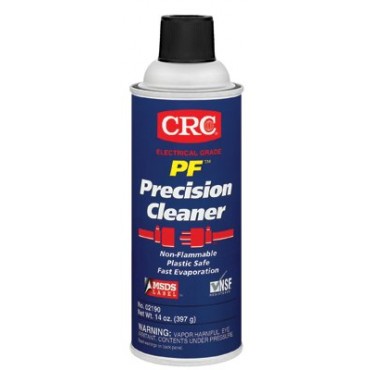 CRC
ELECTRICAL GRADE
PF™
Precision
Cleaner
Non-Flammable
Plastic Safe
Fast Evaporation
MSDS
LABEL
NSF
No. 02190
Net Wt. 14 oz. (397 g)
WARNING: VAPOR HARMFUL. EYE
IRRITANT. CONTENTS UNDER PRESSURE.